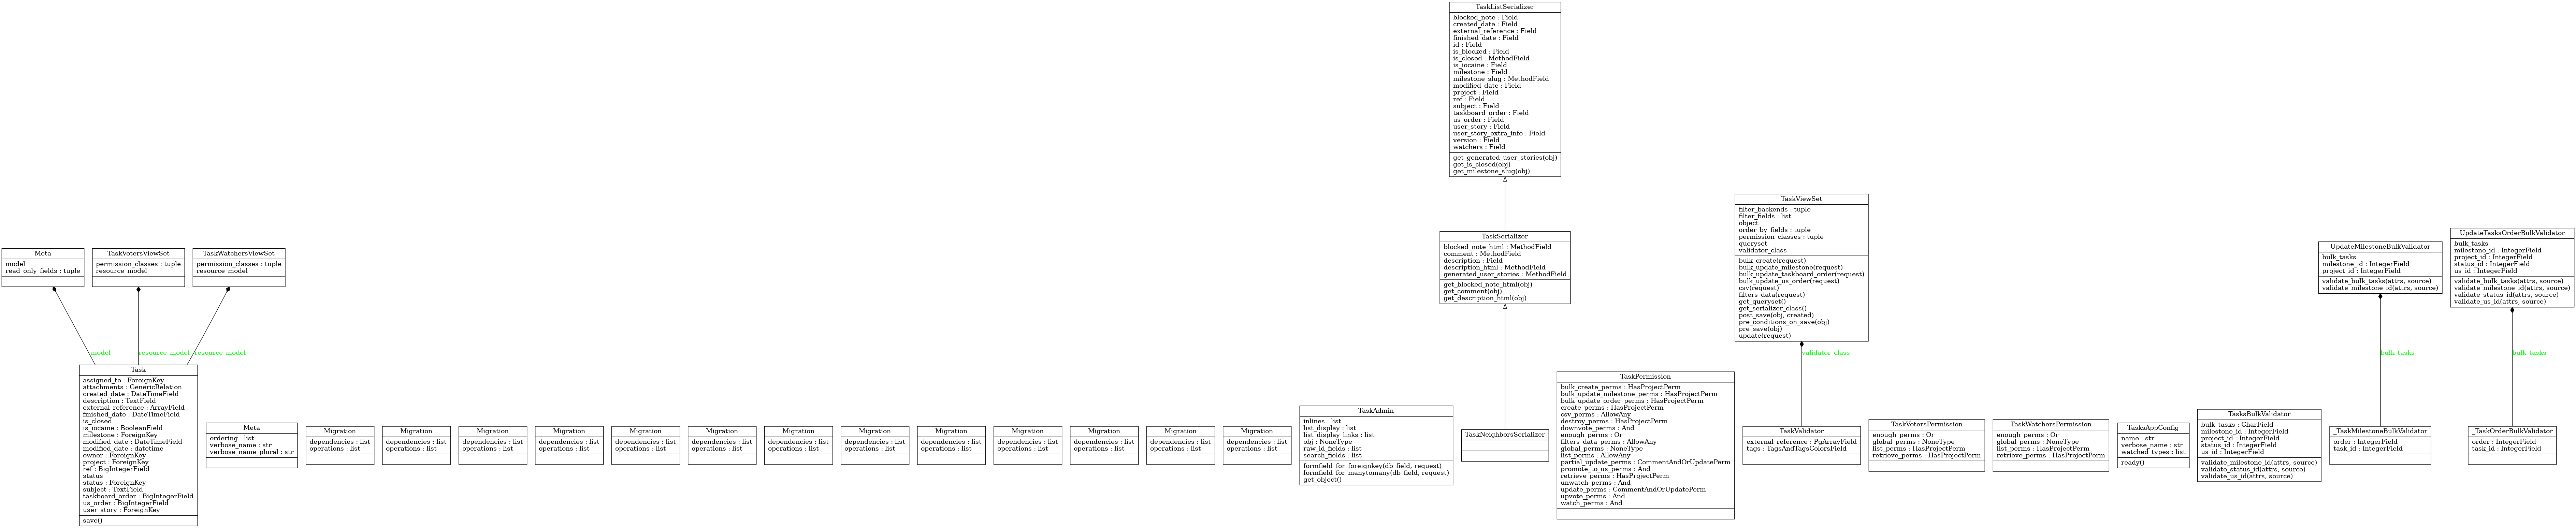 TaskListSerializer
blocked_note : Field
created_date : Field
external_reference : Field
finished_date : Field
id : Field
is_blocked : Field
is_closed : MethodField
is_iocaine : Field
milestone : Field
milestone_slug : MethodField
modified_date : Field
project : Field
ref : Field
subject : Field
taskboard_order : Field
us_order : Field
user_story : Field
user_story_extra_info : Field
version : Field
watchers : Field
get_generated_user_stories(obj)
get_is_closed(obj)
get_milestone_slug(obj)
Meta
model
read_only_fields : tuple
TaskVotersViewSet
permission_classes : tuple
resource_model
TaskWatchersViewSet
permission_classes : tuple
resource_model
TaskSerializer
blocked_note_html : MethodField
comment : MethodField
description : Field
description_html : MethodField
generated_user_stories : MethodField
get_blocked_note_html(obj)
get_comment(obj)
get_description_html(obj)
TaskViewSet
filter_backends : tuple
filter_fields : list
object
order_by_fields : tuple
permission_classes : tuple
queryset
validator_class
bulk_create(request)
bulk_update_milestone(request)
bulk_update_taskboard_order(request)
bulk_update_us_order(request)
csv(request)
filters_data(request)
get_queryset()
get_serializer_class()
post_save(obj, created)
pre_conditions_on_save(obj)
pre_save(obj)
update(request)
UpdateMilestoneBulkValidator
bulk_tasks
milestone_id : IntegerField
project_id : IntegerField
validate_bulk_tasks(attrs, source)
validate_milestone_id(attrs, source)
UpdateTasksOrderBulkValidator
bulk_tasks
milestone_id : IntegerField
project_id : IntegerField
status_id : IntegerField
us_id : IntegerField
validate_bulk_tasks(attrs, source)
validate_milestone_id(attrs, source)
validate_status_id(attrs, source)
validate_us_id(attrs, source)
model
resource_model
resource_model
validator_class
bulk_tasks
bulk_tasks
Task
assigned_to : ForeignKey
attachments : GenericRelation
created_date : DateTimeField
description : TextField
external_reference : ArrayField
finished_date : DateTimeField
is_closed
is_iocaine : BooleanField
milestone : ForeignKey
modified_date : DateTimeField
modified_date : datetime
owner : ForeignKey
project : ForeignKey
ref : BigIntegerField
status
status : ForeignKey
subject : TextField
taskboard_order : BigIntegerField
us_order : BigIntegerField
user_story : ForeignKey
save()
Meta
ordering : list
verbose_name : str
verbose_name_plural : str
Migration
dependencies : list
operations : list
Migration
dependencies : list
operations : list
Migration
dependencies : list
operations : list
Migration
dependencies : list
operations : list
Migration
dependencies : list
operations : list
Migration
dependencies : list
operations : list
Migration
dependencies : list
operations : list
Migration
dependencies : list
operations : list
Migration
dependencies : list
operations : list
Migration
dependencies : list
operations : list
Migration
dependencies : list
operations : list
Migration
dependencies : list
operations : list
Migration
dependencies : list
operations : list
TaskAdmin
inlines : list
list_display : list
list_display_links : list
obj : NoneType
raw_id_fields : list
search_fields : list
formfield_for_foreignkey(db_field, request)
formfield_for_manytomany(db_field, request)
get_object()
TaskNeighborsSerializer
TaskPermission
bulk_create_perms : HasProjectPerm
bulk_update_milestone_perms : HasProjectPerm
bulk_update_order_perms : HasProjectPerm
create_perms : HasProjectPerm
csv_perms : AllowAny
destroy_perms : HasProjectPerm
downvote_perms : And
enough_perms : Or
filters_data_perms : AllowAny
global_perms : NoneType
list_perms : AllowAny
partial_update_perms : CommentAndOrUpdatePerm
promote_to_us_perms : And
retrieve_perms : HasProjectPerm
unwatch_perms : And
update_perms : CommentAndOrUpdatePerm
upvote_perms : And
watch_perms : And
TaskValidator
external_reference : PgArrayField
tags : TagsAndTagsColorsField
TaskVotersPermission
enough_perms : Or
global_perms : NoneType
list_perms : HasProjectPerm
retrieve_perms : HasProjectPerm
TaskWatchersPermission
enough_perms : Or
global_perms : NoneType
list_perms : HasProjectPerm
retrieve_perms : HasProjectPerm
TasksAppConfig
name : str
verbose_name : str
watched_types : list
ready()
TasksBulkValidator
bulk_tasks : CharField
milestone_id : IntegerField
project_id : IntegerField
status_id : IntegerField
us_id : IntegerField
validate_milestone_id(attrs, source)
validate_status_id(attrs, source)
validate_us_id(attrs, source)
_TaskMilestoneBulkValidator
order : IntegerField
task_id : IntegerField
_TaskOrderBulkValidator
order : IntegerField
task_id : IntegerField